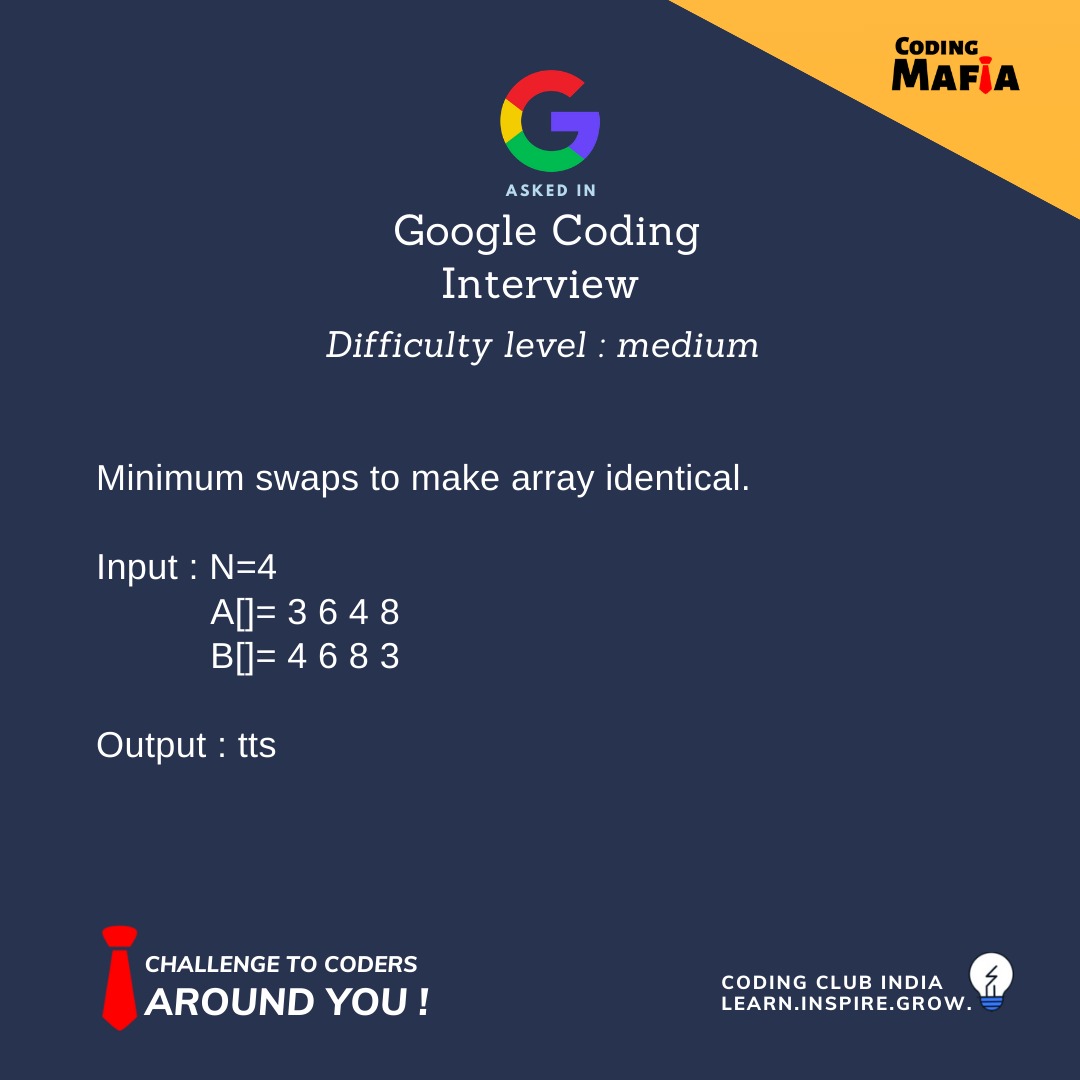 CODING
MAFIA
ASKED IN
Google Coding
Interview
Difficulty level : medium
Minimum swaps to make array identical.
Input : N=4
A[]= 3 6 4 8
B[]= 4 6 8 3
Output : tts
CHALLENGE TO CODERS
AROUND YOU !
CODING CLUB INDIA
LEARN.INSPIRE.GROW.